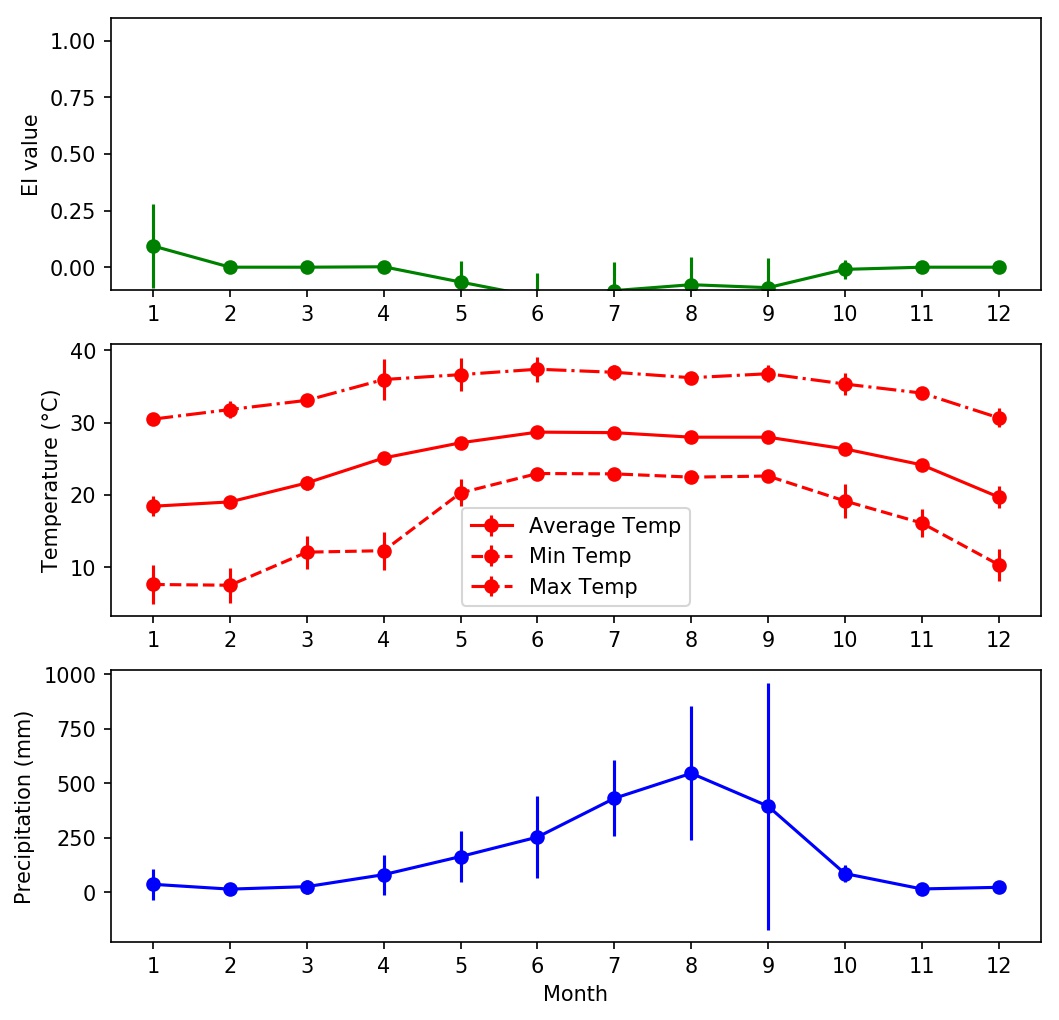 EI value
1.00
0.75
0.50
0.25
0.00
1 2 3 4 5 6 7 8 9 10 11 12
Temperature (°C)
40
30
20
10
Average Temp
Min Temp
Max Temp
1 2 3 4 5 6 7 8 9 10 11 12
Precipitation (mm)
1000
750
500
250
0
1 2 3 4 5 6 7 8 9 10 11 12
Month